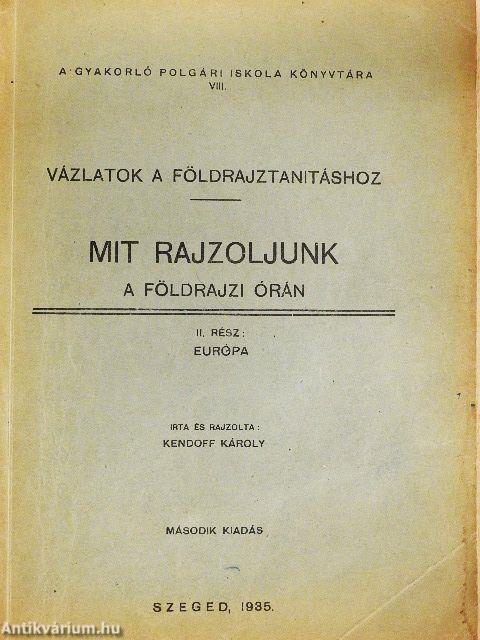 A GYAKORLÓ POLGÁRI ISKOLA KÖNYVTÁRA
VIII.
VÁZLATOK A FÖLDRAJZTANITÁSHOZ
MIT RAJZOLJUNK
A FÖLDRAJZI ÓRÁN
II. RÉSZ:
EURÓPA
IRTA ÉS RAJZOLTA:
KENDOFF KÁROLY
MÁSODIK KIADÁS
SZEGED, 1935.
Antikvárium.hu